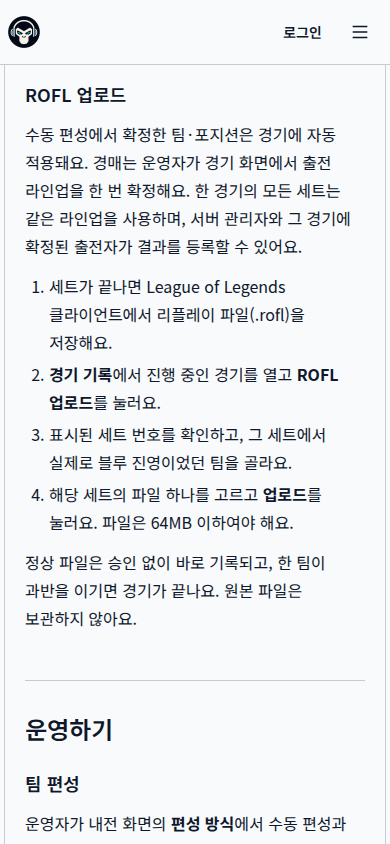 로그인
ROFL 업로드
수동 편성에서 확정한 팀·포지션은 경기에 자동
적용돼요. 경매는 운영자가 경기 화면에서 출전
라인업을 한 번 확정해요. 한 경기의 모든 세트는
같은 라인업을 사용하며, 서버 관리자와 그 경기에
확정된 출전자가 결과를 등록할 수 있어요.
1. 세트가 끝나면 League of Legends
클라이언트에서 리플레이 파일(.rofl)을
저장해요.
2. 경기 기록에서 진행 중인 경기를 열고 ROFL
업로드를 눌러요.
3. 표시된 세트 번호를 확인하고, 그 세트에서
실제로 블루 진영이었던 팀을 골라요.
4. 해당 세트의 파일 하나를 고르고 업로드를
눌러요. 파일은 64MB 이하여야 해요.
정상 파일은 승인 없이 바로 기록되고, 한 팀이
과반을 이기면 경기가 끝나요. 원본 파일은
보관하지 않아요.
운영하기
팀 편성
운영자가 내전 화면의 편성 방식에서 수동 편성과